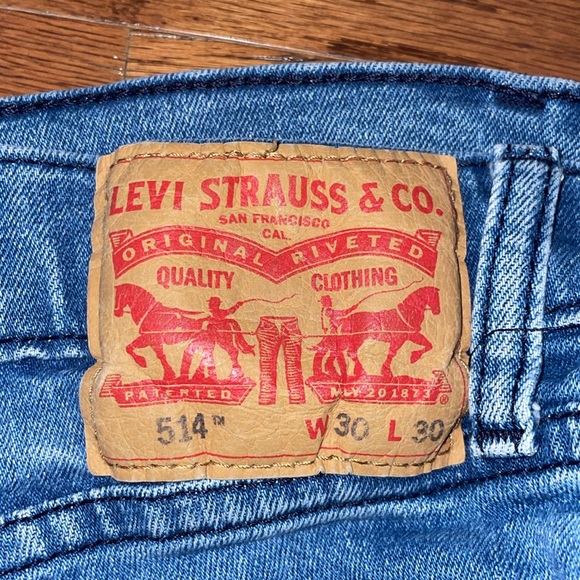 LEVI STRAUSS & CO.
SAN FRANCISCO
CAL.
ORIGINAL RIVETED
QUALITY CLOTHING
PATENTED MAY 20 1873 ®
514™ W 30 L 30